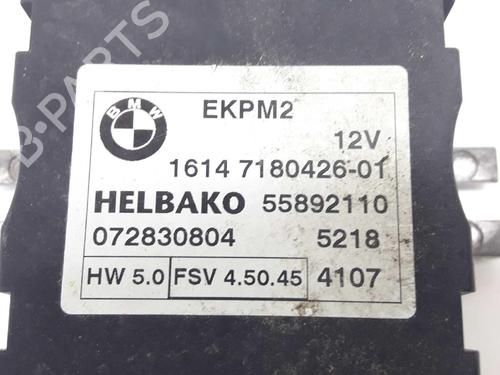 B-PARTS
BMW
EKPM2
12V
1614 7180426-01
HELBAKO 55892110
072830804 5218
HW 5.0 FSV 4.50.45 4107